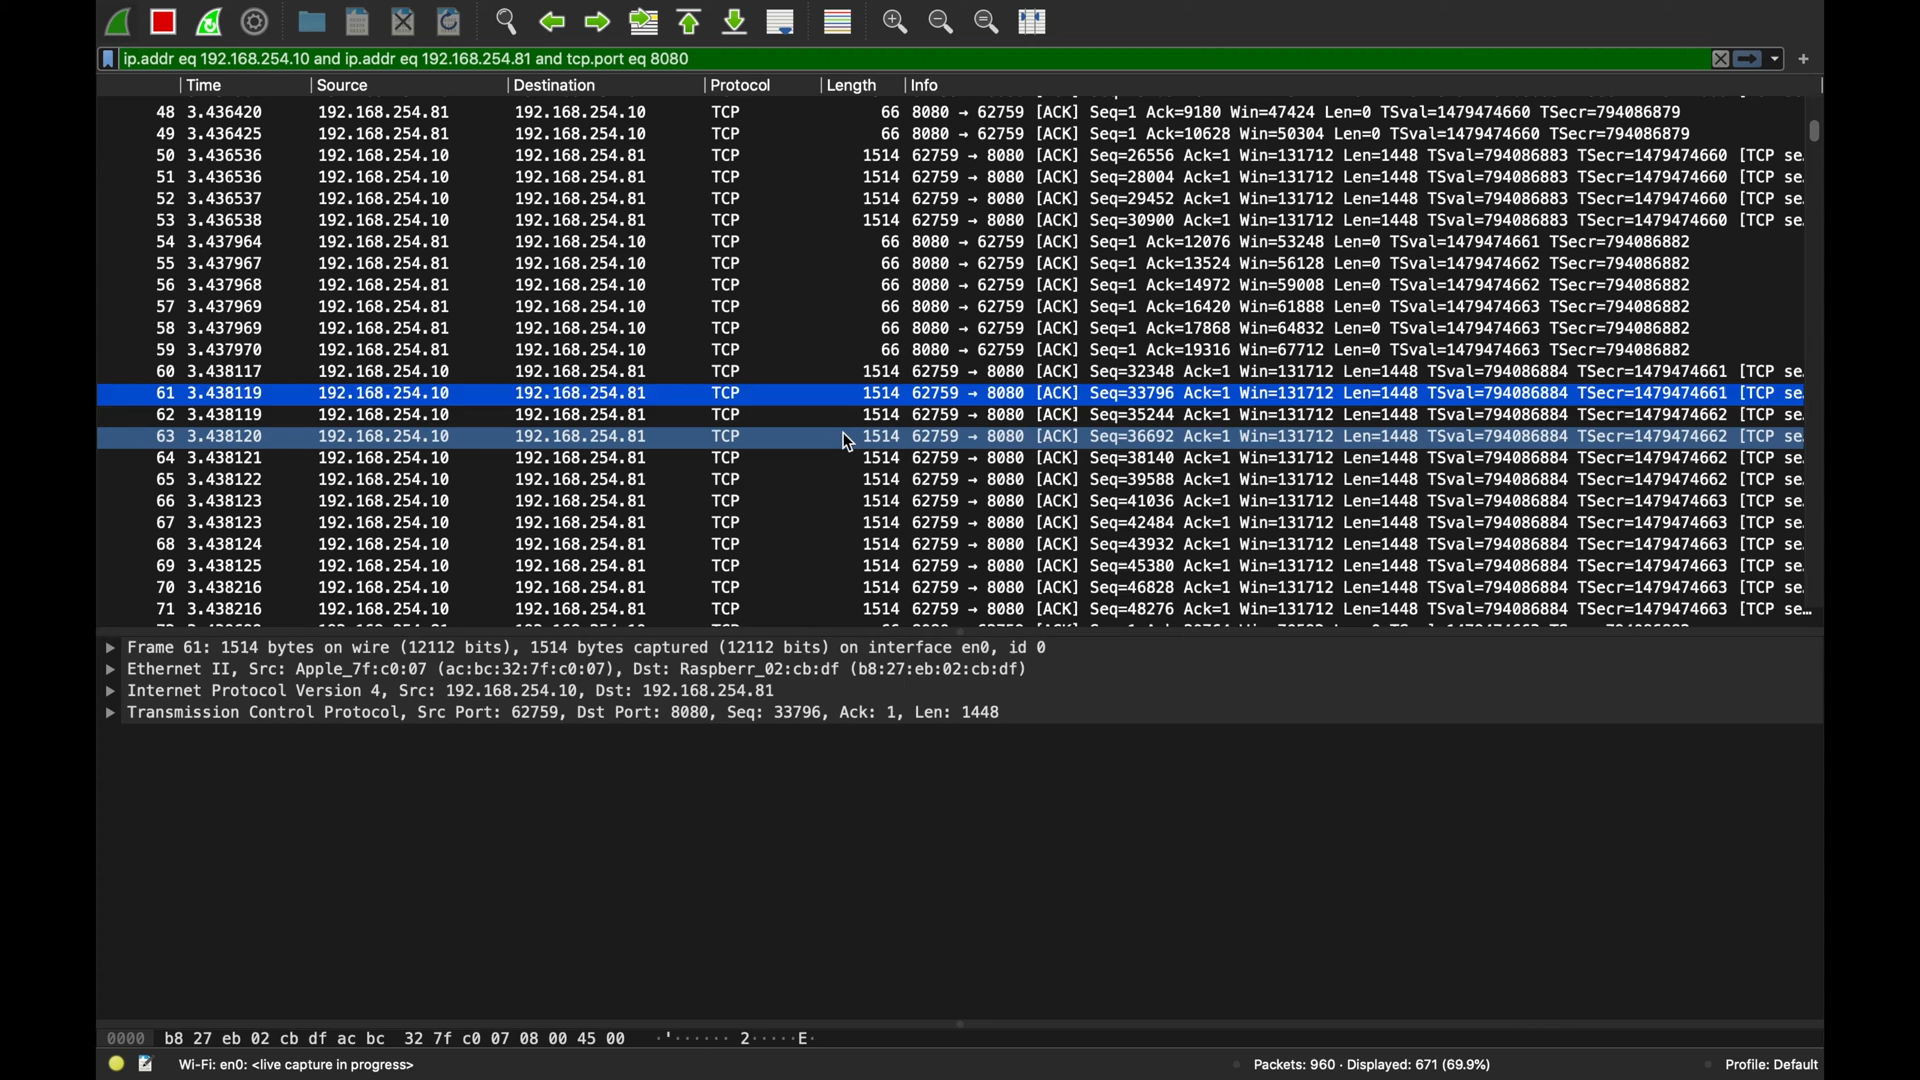 ip.addr eq 192.168.254.10 and ip.addr eq 192.168.254.81 and tcp.port eq 8080
Time Source Destination Protocol Length Info
48 3.436420 192.168.254.81 192.168.254.10 TCP 66 8080 → 62759 [ACK] Seq=1 Ack=9180 Win=47424 Len=0 TSval=1479474660 TSecr=794086879
49 3.436425 192.168.254.81 192.168.254.10 TCP 66 8080 → 62759 [ACK] Seq=1 Ack=10628 Win=50304 Len=0 TSval=1479474660 TSecr=794086879
50 3.436536 192.168.254.10 192.168.254.81 TCP 1514 62759 → 8080 [ACK] Seq=26556 Ack=1 Win=131712 Len=1448 TSval=794086883 TSecr=1479474660 [TCP se…
51 3.436536 192.168.254.10 192.168.254.81 TCP 1514 62759 → 8080 [ACK] Seq=28004 Ack=1 Win=131712 Len=1448 TSval=794086883 TSecr=1479474660 [TCP se…
52 3.436537 192.168.254.10 192.168.254.81 TCP 1514 62759 → 8080 [ACK] Seq=29452 Ack=1 Win=131712 Len=1448 TSval=794086883 TSecr=1479474660 [TCP se…
53 3.436538 192.168.254.10 192.168.254.81 TCP 1514 62759 → 8080 [ACK] Seq=30900 Ack=1 Win=131712 Len=1448 TSval=794086883 TSecr=1479474660 [TCP se…
54 3.437964 192.168.254.81 192.168.254.10 TCP 66 8080 → 62759 [ACK] Seq=1 Ack=12076 Win=53248 Len=0 TSval=1479474661 TSecr=794086882
55 3.437967 192.168.254.81 192.168.254.10 TCP 66 8080 → 62759 [ACK] Seq=1 Ack=13524 Win=56128 Len=0 TSval=1479474662 TSecr=794086882
56 3.437968 192.168.254.81 192.168.254.10 TCP 66 8080 → 62759 [ACK] Seq=1 Ack=14972 Win=59008 Len=0 TSval=1479474662 TSecr=794086882
57 3.437969 192.168.254.81 192.168.254.10 TCP 66 8080 → 62759 [ACK] Seq=1 Ack=16420 Win=61888 Len=0 TSval=1479474663 TSecr=794086882
58 3.437969 192.168.254.81 192.168.254.10 TCP 66 8080 → 62759 [ACK] Seq=1 Ack=17868 Win=64832 Len=0 TSval=1479474663 TSecr=794086882
59 3.437970 192.168.254.81 192.168.254.10 TCP 66 8080 → 62759 [ACK] Seq=1 Ack=19316 Win=67712 Len=0 TSval=1479474663 TSecr=794086882
60 3.438117 192.168.254.10 192.168.254.81 TCP 1514 62759 → 8080 [ACK] Seq=32348 Ack=1 Win=131712 Len=1448 TSval=794086884 TSecr=1479474661 [TCP se…
61 3.438119 192.168.254.10 192.168.254.81 TCP 1514 62759 → 8080 [ACK] Seq=33796 Ack=1 Win=131712 Len=1448 TSval=794086884 TSecr=1479474661 [TCP se…
62 3.438119 192.168.254.10 192.168.254.81 TCP 1514 62759 → 8080 [ACK] Seq=35244 Ack=1 Win=131712 Len=1448 TSval=794086884 TSecr=1479474662 [TCP se…
63 3.438120 192.168.254.10 192.168.254.81 TCP 1514 62759 → 8080 [ACK] Seq=36692 Ack=1 Win=131712 Len=1448 TSval=794086884 TSecr=1479474662 [TCP se…
64 3.438121 192.168.254.10 192.168.254.81 TCP 1514 62759 → 8080 [ACK] Seq=38140 Ack=1 Win=131712 Len=1448 TSval=794086884 TSecr=1479474662 [TCP se…
65 3.438122 192.168.254.10 192.168.254.81 TCP 1514 62759 → 8080 [ACK] Seq=39588 Ack=1 Win=131712 Len=1448 TSval=794086884 TSecr=1479474662 [TCP se…
66 3.438123 192.168.254.10 192.168.254.81 TCP 1514 62759 → 8080 [ACK] Seq=41036 Ack=1 Win=131712 Len=1448 TSval=794086884 TSecr=1479474663 [TCP se…
67 3.438123 192.168.254.10 192.168.254.81 TCP 1514 62759 → 8080 [ACK] Seq=42484 Ack=1 Win=131712 Len=1448 TSval=794086884 TSecr=1479474663 [TCP se…
68 3.438124 192.168.254.10 192.168.254.81 TCP 1514 62759 → 8080 [ACK] Seq=43932 Ack=1 Win=131712 Len=1448 TSval=794086884 TSecr=1479474663 [TCP se…
69 3.438125 192.168.254.10 192.168.254.81 TCP 1514 62759 → 8080 [ACK] Seq=45380 Ack=1 Win=131712 Len=1448 TSval=794086884 TSecr=1479474663 [TCP se…
70 3.438216 192.168.254.10 192.168.254.81 TCP 1514 62759 → 8080 [ACK] Seq=46828 Ack=1 Win=131712 Len=1448 TSval=794086884 TSecr=1479474663 [TCP se…
71 3.438216 192.168.254.10 192.168.254.81 TCP 1514 62759 → 8080 [ACK] Seq=48276 Ack=1 Win=131712 Len=1448 TSval=794086884 TSecr=1479474663 [TCP se…
Frame 61: 1514 bytes on wire (12112 bits), 1514 bytes captured (12112 bits) on interface en0, id 0
Ethernet II, Src: Apple_7f:c0:07 (ac:bc:32:7f:c0:07), Dst: Raspberr_02:cb:df (b8:27:eb:02:cb:df)
Internet Protocol Version 4, Src: 192.168.254.10, Dst: 192.168.254.81
Transmission Control Protocol, Src Port: 62759, Dst Port: 8080, Seq: 33796, Ack: 1, Len: 1448
0000 b8 27 eb 02 cb df ac bc 32 7f c0 07 08 00 45 00 ·'······ 2·····E·
Wi-Fi: en0: <live capture in progress> Packets: 960 · Displayed: 671 (69.9%) Profile: Default